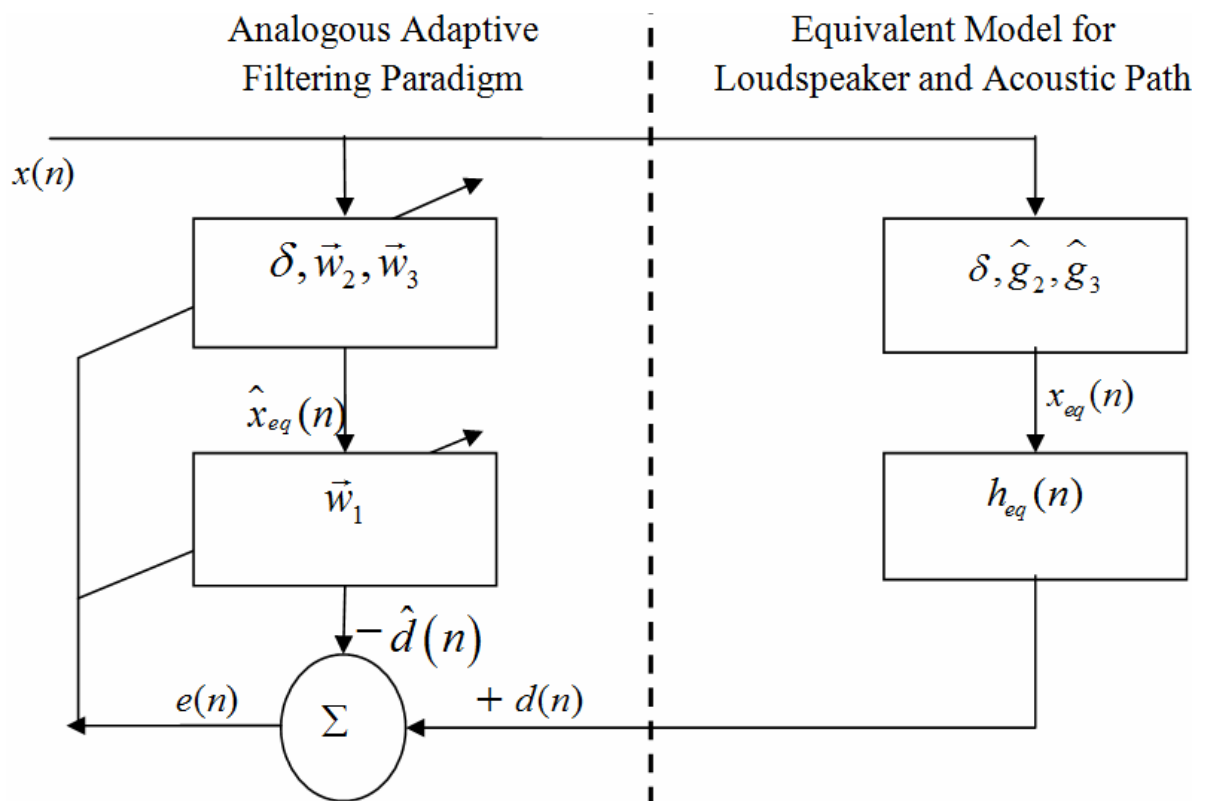 Analogous Adaptive
Filtering Paradigm
Equivalent Model for
Loudspeaker and Acoustic Path
x(n)
δ, w⃗₂, w⃗₃
δ, ĝ₂, ĝ₃
x̂eq(n)
xeq(n)
w⃗₁
heq(n)
− d̂(n)
e(n)
Σ
+ d(n)